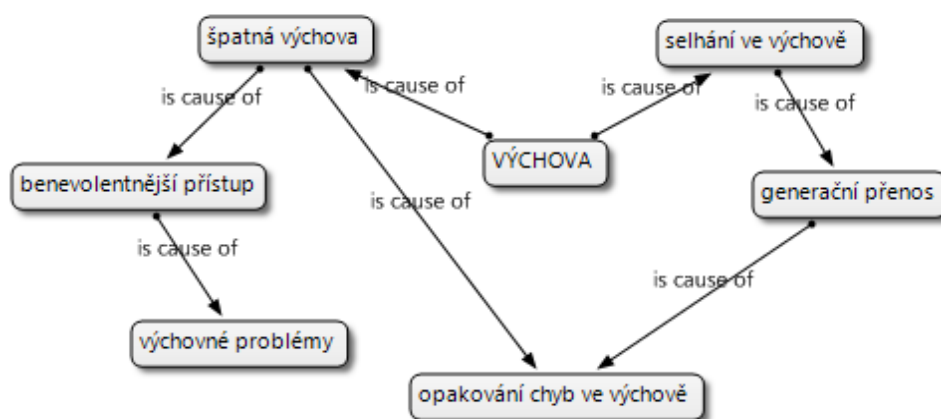 špatná výchova
selhání ve výchově
is cause of
is cause of
is cause of
is cause of
VÝCHOVA
benevolentnější přístup
generační přenos
is cause of
is cause of
is cause of
výchovné problémy
opakování chyb ve výchově